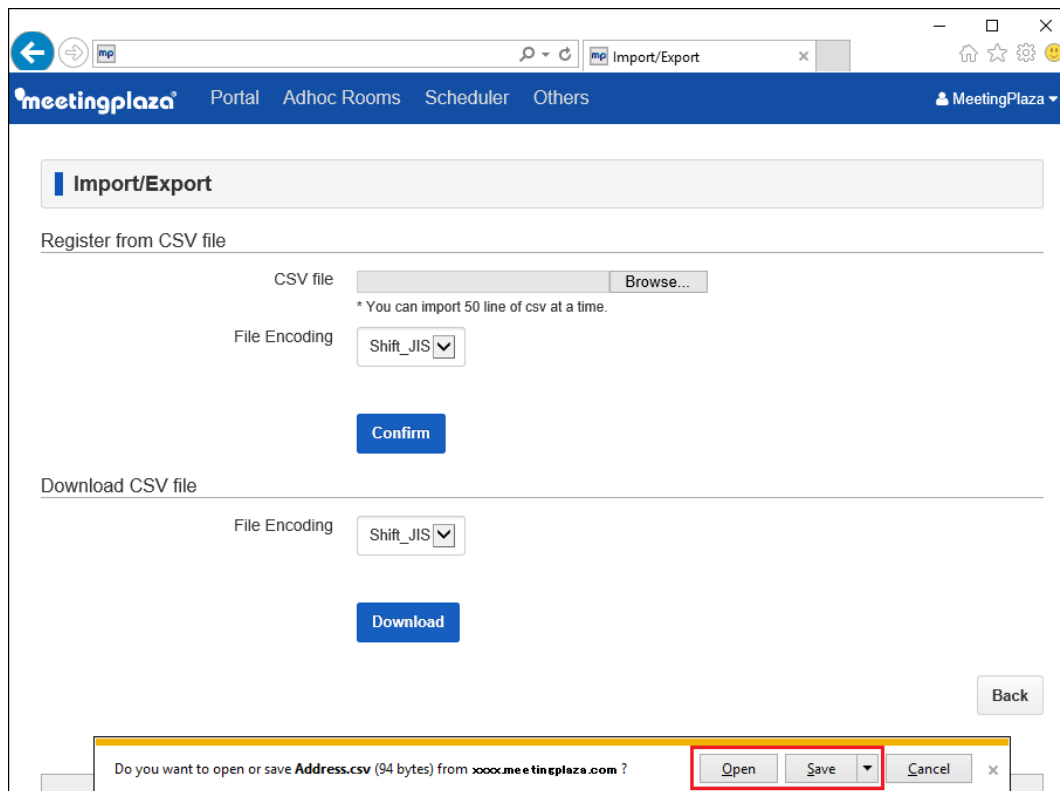 mp
mp Import/Export
meetingplaza Portal Adhoc Rooms Scheduler Others MeetingPlaza
Import/Export
Register from CSV file
CSV file Browse...
* You can import 50 line of csv at a time.
File Encoding Shift_JIS
Confirm
Download CSV file
File Encoding Shift_JIS
Download
Back
Do you want to open or save Address.csv (94 bytes) from xxxx.meetingplaza.com ? Open Save Cancel